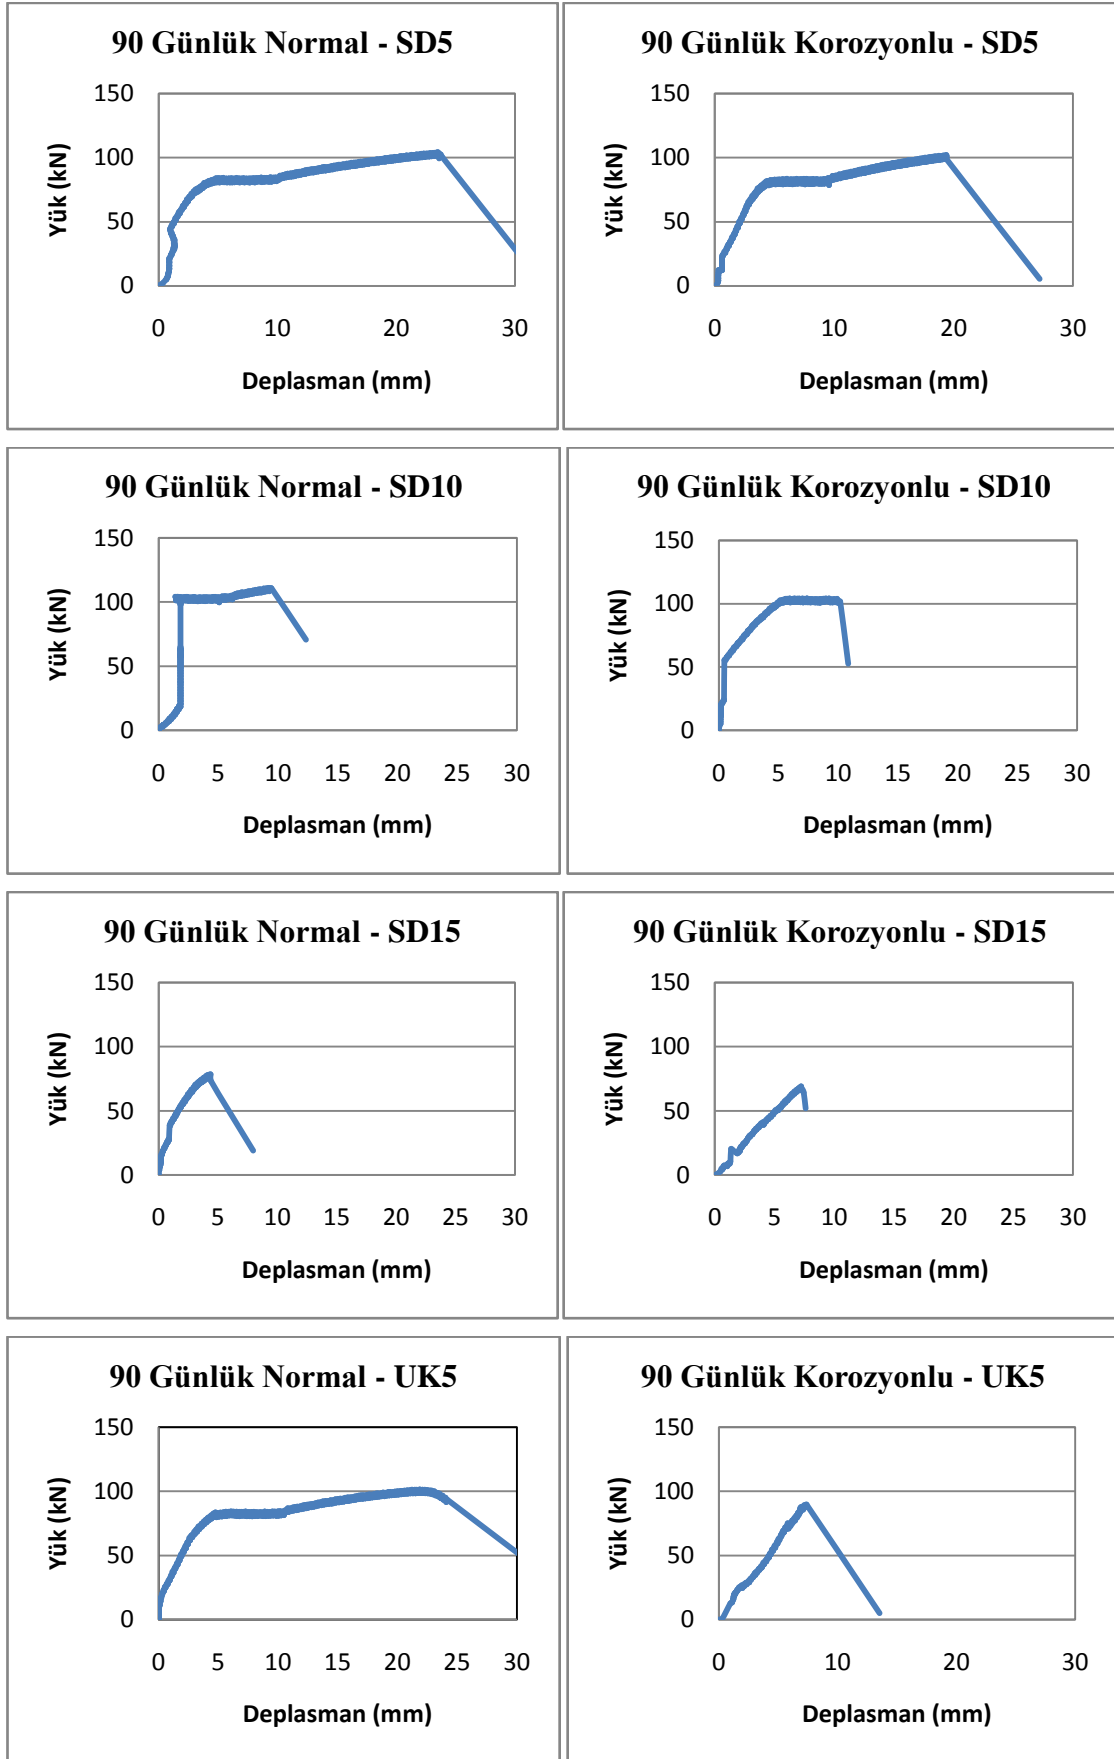 90 Günlük Normal - SD5
150
100
50
0
Yük (kN)
0 10 20 30
Deplasman (mm)
90 Günlük Korozyonlu - SD5
150
100
50
0
Yük (kN)
0 10 20 30
Deplasman (mm)
90 Günlük Normal - SD10
150
100
50
0
Yük (kN)
0 5 10 15 20 25 30
Deplasman (mm)
90 Günlük Korozyonlu - SD10
150
100
50
0
Yük (kN)
0 5 10 15 20 25 30
Deplasman (mm)
90 Günlük Normal - SD15
150
100
50
0
Yük (kN)
0 5 10 15 20 25 30
Deplasman (mm)
90 Günlük Korozyonlu - SD15
150
100
50
0
Yük (kN)
0 5 10 15 20 25 30
Deplasman (mm)
90 Günlük Normal - UK5
150
100
50
0
Yük (kN)
0 5 10 15 20 25 30
Deplasman (mm)
90 Günlük Korozyonlu - UK5
150
100
50
0
Yük (kN)
0 10 20 30
Deplasman (mm)